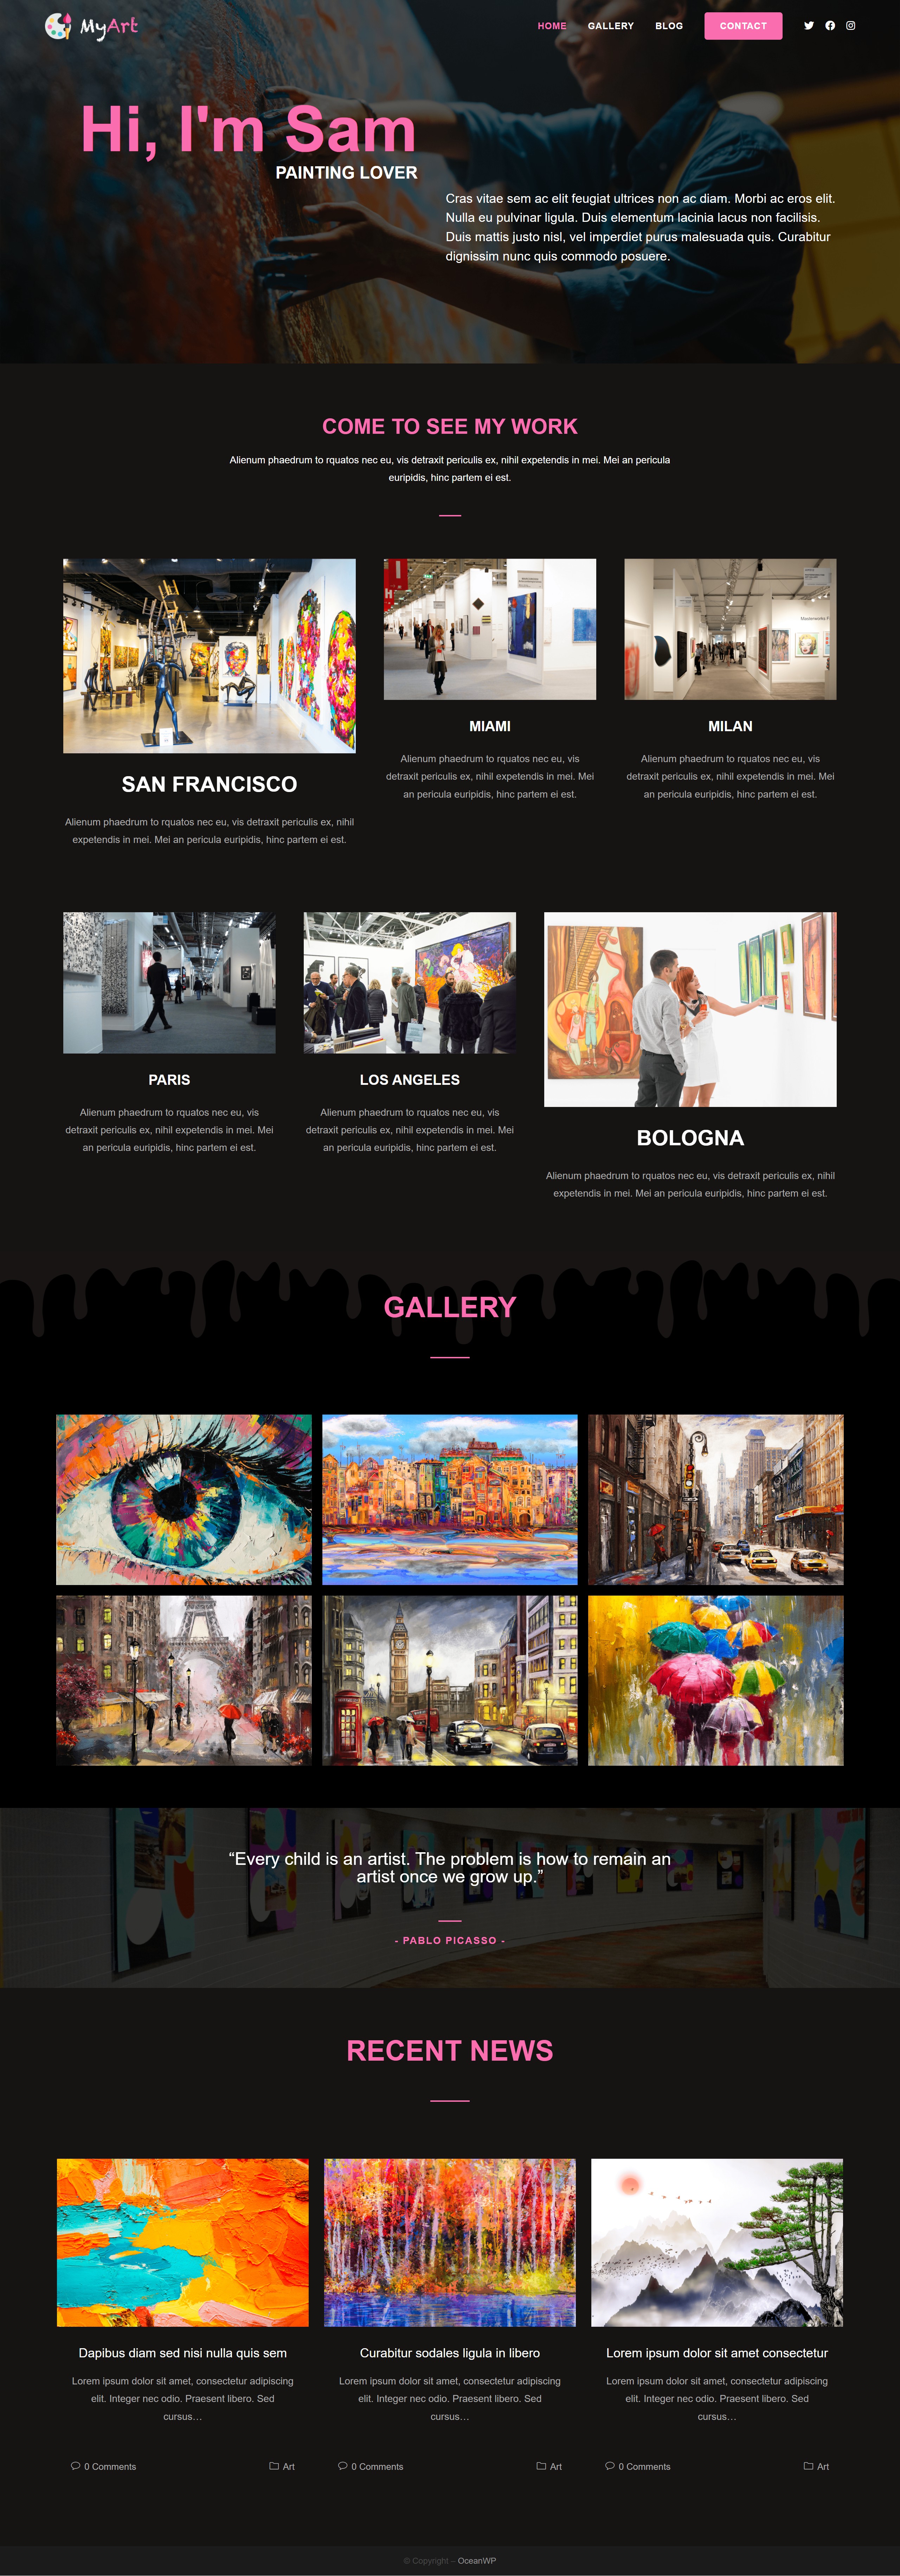 MyArt
HOME GALLERY BLOG CONTACT
Hi, I'm Sam
PAINTING LOVER
Cras vitae sem ac elit feugiat ultrices non ac diam. Morbi ac eros elit.
Nulla eu pulvinar ligula. Duis elementum lacinia lacus non facilisis.
Duis mattis justo nisl, vel imperdiet purus malesuada quis. Curabitur
dignissim nunc quis commodo posuere.
COME TO SEE MY WORK
Alienum phaedrum to rquatos nec eu, vis detraxit periculis ex, nihil expetendis in mei. Mei an pericula
euripidis, hinc partem ei est.
SAN FRANCISCO
Alienum phaedrum to rquatos nec eu, vis detraxit periculis ex, nihil
expetendis in mei. Mei an pericula euripidis, hinc partem ei est.
MIAMI
Alienum phaedrum to rquatos nec eu, vis
detraxit periculis ex, nihil expetendis in mei. Mei
an pericula euripidis, hinc partem ei est.
MILAN
Alienum phaedrum to rquatos nec eu, vis
detraxit periculis ex, nihil expetendis in mei. Mei
an pericula euripidis, hinc partem ei est.
PARIS
Alienum phaedrum to rquatos nec eu, vis
detraxit periculis ex, nihil expetendis in mei. Mei
an pericula euripidis, hinc partem ei est.
LOS ANGELES
Alienum phaedrum to rquatos nec eu, vis
detraxit periculis ex, nihil expetendis in mei. Mei
an pericula euripidis, hinc partem ei est.
BOLOGNA
Alienum phaedrum to rquatos nec eu, vis detraxit periculis ex, nihil
expetendis in mei. Mei an pericula euripidis, hinc partem ei est.
GALLERY
“Every child is an artist. The problem is how to remain an
artist once we grow up.”
- PABLO PICASSO -
RECENT NEWS
Dapibus diam sed nisi nulla quis sem
Lorem ipsum dolor sit amet, consectetur adipiscing
elit. Integer nec odio. Praesent libero. Sed
cursus…
0 Comments Art
Curabitur sodales ligula in libero
Lorem ipsum dolor sit amet, consectetur adipiscing
elit. Integer nec odio. Praesent libero. Sed
cursus…
0 Comments Art
Lorem ipsum dolor sit amet consectetur
Lorem ipsum dolor sit amet, consectetur adipiscing
elit. Integer nec odio. Praesent libero. Sed
cursus…
0 Comments Art
© Copyright – OceanWP